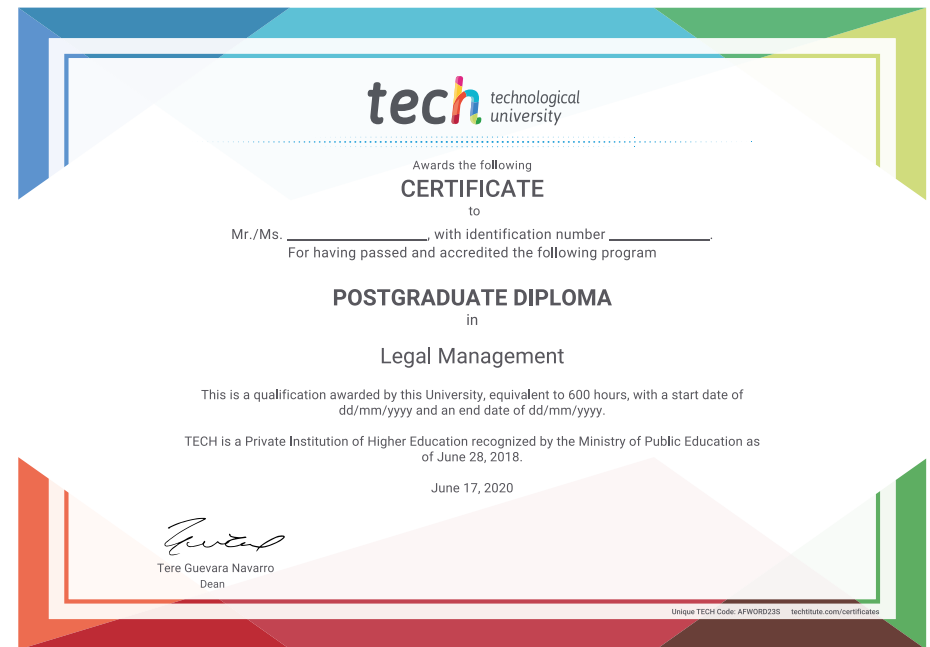 tech technological
university
Awards the following
CERTIFICATE
to
Mr./Ms. ____________________, with identification number ______________.
For having passed and accredited the following program
POSTGRADUATE DIPLOMA
in
Legal Management
This is a qualification awarded by this University, equivalent to 600 hours, with a start date of
dd/mm/yyyy and an end date of dd/mm/yyyy.
TECH is a Private Institution of Higher Education recognized by the Ministry of Public Education as
of June 28, 2018.
June 17, 2020
Tere Guevara Navarro
Dean
Unique TECH Code: AFWORD23S techtitute.com/certificates